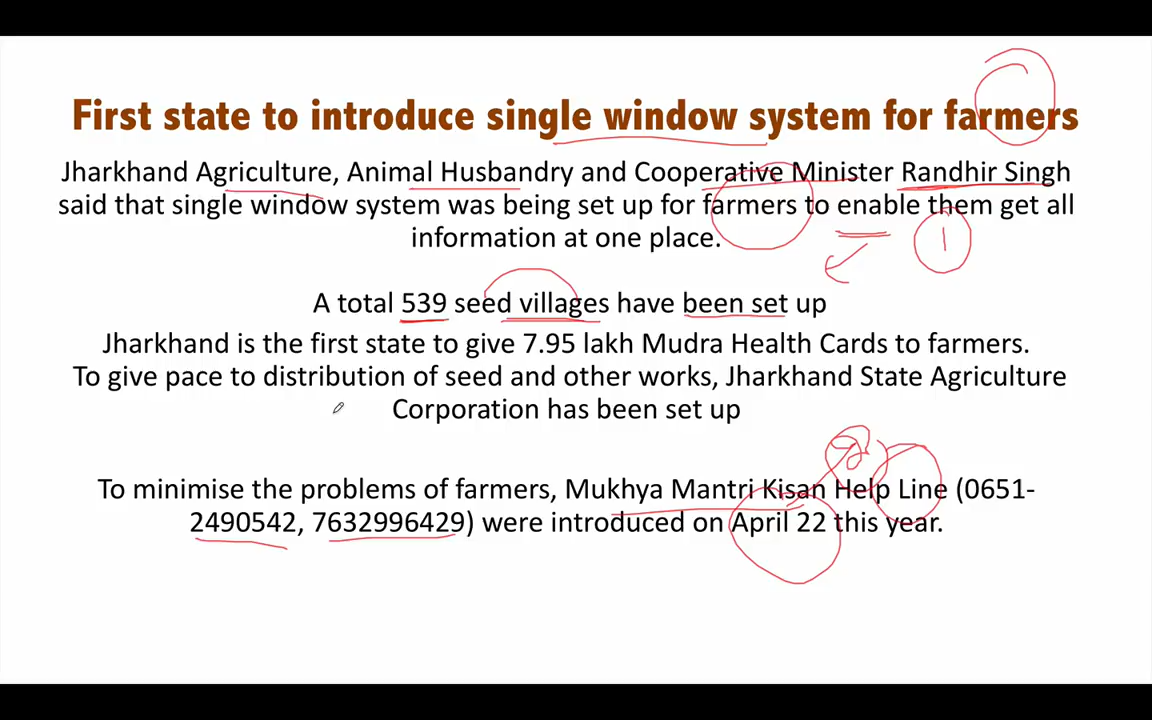 First state to introduce single window system for farmers
Jharkhand Agriculture, Animal Husbandry and Cooperative Minister Randhir Singh
said that single window system was being set up for farmers to enable them get all
information at one place.
1
A total 539 seed villages have been set up
Jharkhand is the first state to give 7.95 lakh Mudra Health Cards to farmers.
To give pace to distribution of seed and other works, Jharkhand State Agriculture
Corporation has been set up
To minimise the problems of farmers, Mukhya Mantri Kisan Help Line (0651-
2490542, 7632996429) were introduced on April 22 this year.